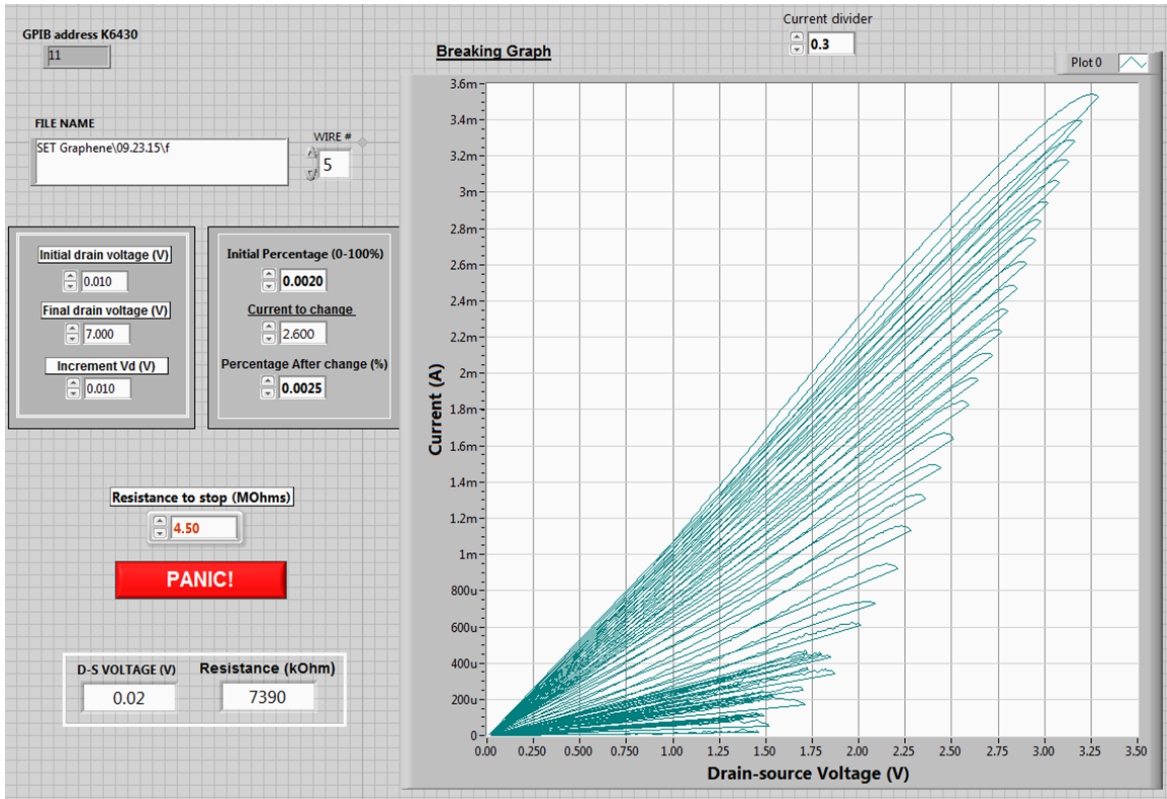 GPIB address K6430
11
FILE NAME
SET Graphene\09.23.15\f
WIRE #
5
Initial drain voltage (V)
0.010
Final drain voltage (V)
7.000
Increment Vd (V)
0.010
Initial Percentage (0-100%)
0.0020
Current to change
2.600
Percentage After change (%)
0.0025
Resistance to stop (MOhms)
4.50
PANIC!
D-S VOLTAGE (V)
0.02
Resistance (kOhm)
7390
Breaking Graph
Current divider
0.3
Plot 0
Current (A)
3.6m
3.4m
3.2m
3m
2.8m
2.6m
2.4m
2.2m
2m
1.8m
1.6m
1.4m
1.2m
1m
800u
600u
400u
200u
0
0.00 0.250 0.500 0.750 1.00 1.25 1.50 1.75 2.00 2.25 2.50 2.75 3.00 3.25 3.50
Drain-source Voltage (V)